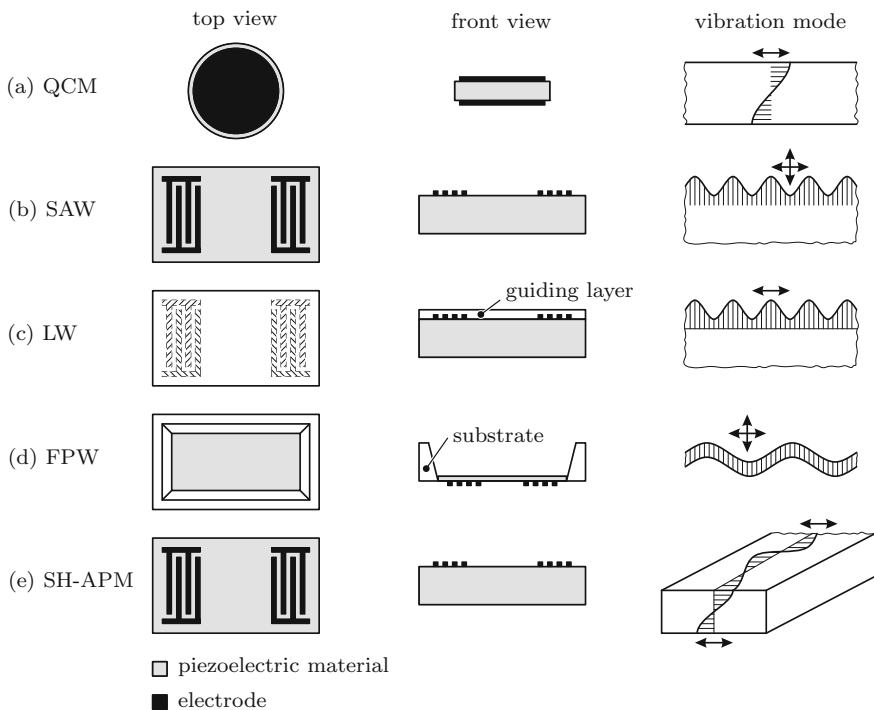 top view
front view
vibration mode
(a) QCM
(b) SAW
guiding layer
(c) LW
substrate
(d) FPW
(e) SH-APM
piezoelectric material
electrode